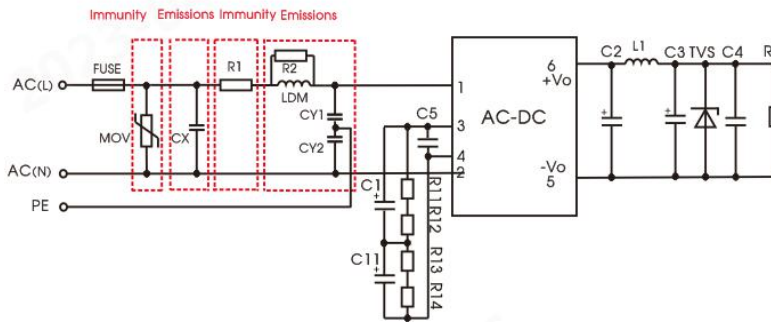 Immunity Emissions Immunity Emissions
R2
C2 L1 C3 TVS C4 R
FUSE R1 6
+Vo
AC(L) LDM 1
CY1 C5 AC-DC
MOV CX 3
CY2 4
AC(N) 2 -Vo
5
PE C1 R11
R12
C11 R13
R14